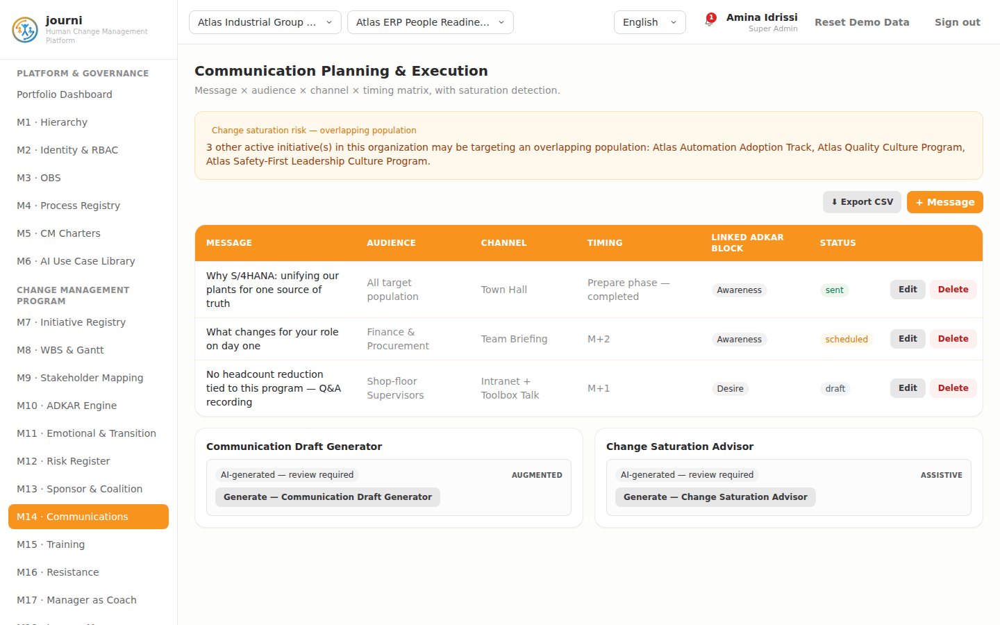 journi
Human Change Management
Platform
PLATFORM & GOVERNANCE
Portfolio Dashboard
M1 · Hierarchy
M2 · Identity & RBAC
M3 · OBS
M4 · Process Registry
M5 · CM Charters
M6 · AI Use Case Library
CHANGE MANAGEMENT
PROGRAM
M7 · Initiative Registry
M8 · WBS & Gantt
M9 · Stakeholder Mapping
M10 · ADKAR Engine
M11 · Emotional & Transition
M12 · Risk Register
M13 · Sponsor & Coalition
M14 · Communications
M15 · Training
M16 · Resistance
M17 · Manager as Coach
Atlas Industrial Group ...
Atlas ERP People Readine...
English
1
Amina Idrissi
Super Admin
Reset Demo Data
Sign out
Communication Planning & Execution
Message × audience × channel × timing matrix, with saturation detection.
Change saturation risk — overlapping population
3 other active initiative(s) in this organization may be targeting an overlapping population: Atlas Automation Adoption Track, Atlas Quality Culture Program,
Atlas Safety-First Leadership Culture Program.
⬇ Export CSV
+ Message
MESSAGE
AUDIENCE
CHANNEL
TIMING
LINKED ADKAR
BLOCK
STATUS
Why S/4HANA: unifying our
plants for one source of
truth
All target
population
Town Hall
Prepare phase —
completed
Awareness
sent
Edit
Delete
What changes for your role
on day one
Finance &
Procurement
Team Briefing
M+2
Awareness
scheduled
Edit
Delete
No headcount reduction
tied to this program — Q&A
recording
Shop-floor
Supervisors
Intranet +
Toolbox Talk
M+1
Desire
draft
Edit
Delete
Communication Draft Generator
AI-generated — review required
AUGMENTED
Generate — Communication Draft Generator
Change Saturation Advisor
AI-generated — review required
ASSISTIVE
Generate — Change Saturation Advisor